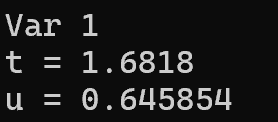 Var 1
t = 1.6818
u = 0.645854